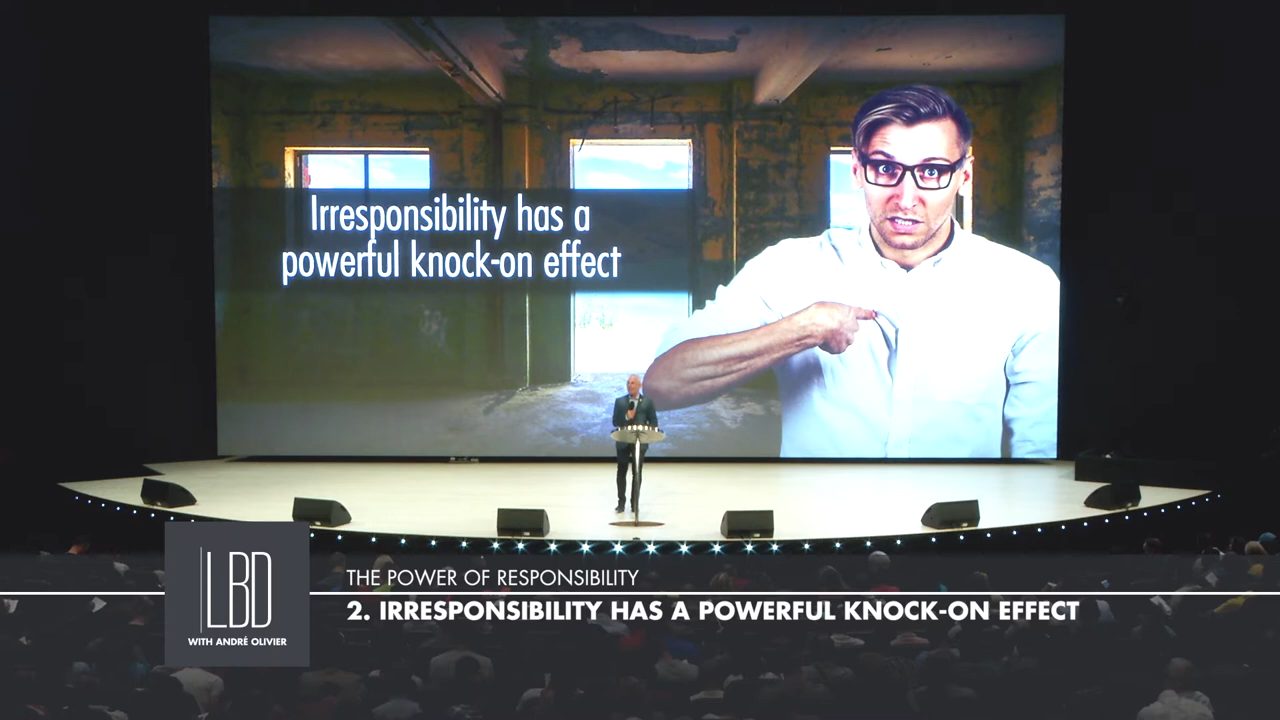 Irresponsibility has a
powerful knock-on effect
LBD
WITH ANDRÉ OLIVIER
THE POWER OF RESPONSIBILITY
2. IRRESPONSIBILITY HAS A POWERFUL KNOCK-ON EFFECT